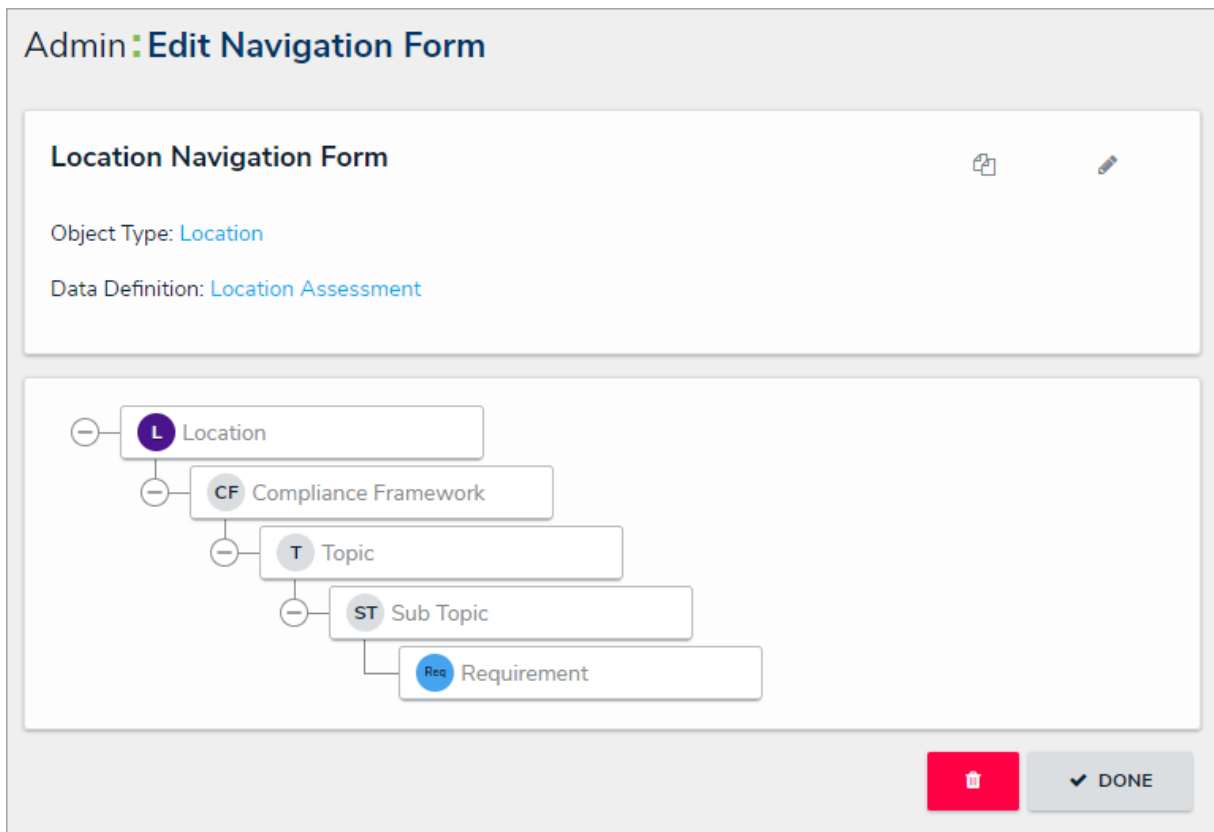 Admin:Edit Navigation Form
Location Navigation Form
Object Type: Location
Data Definition: Location Assessment
L Location
CF Compliance Framework
T Topic
ST Sub Topic
Req Requirement
DONE